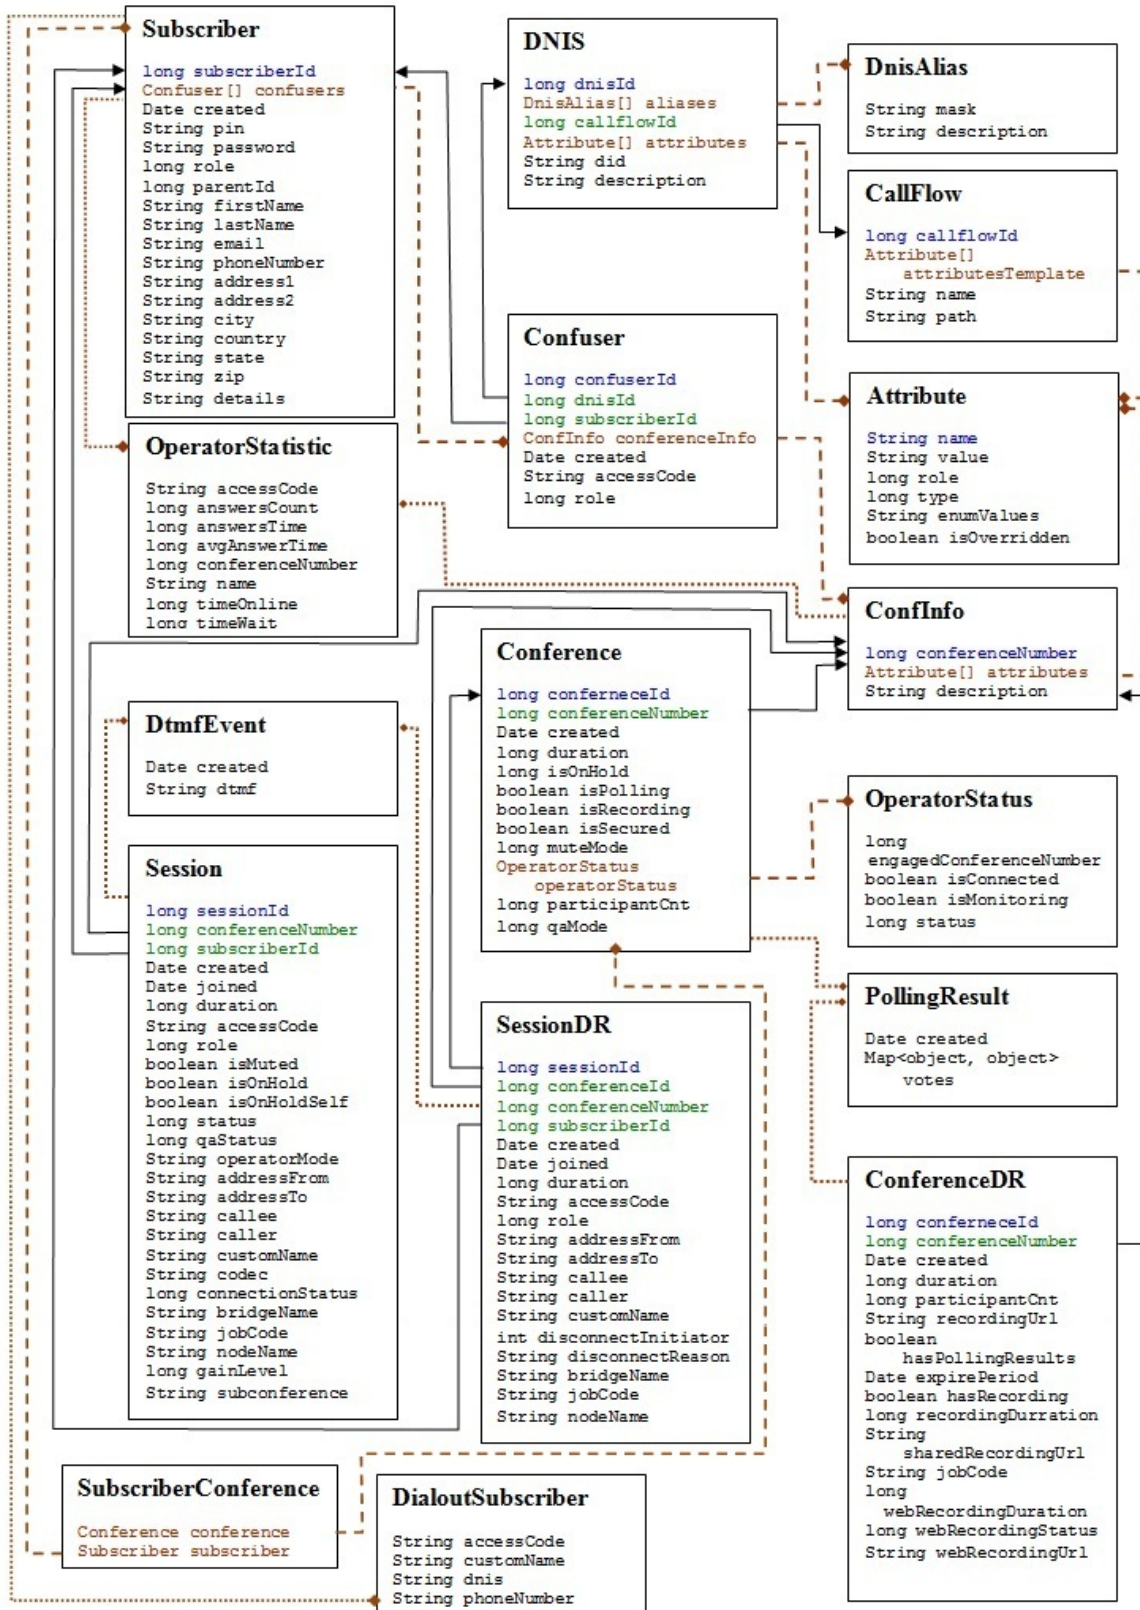 Subscriber
long subscriberId
Confuser[] confusers
Date created
String pin
String password
long role
long parentId
String firstName
String lastName
String email
String phoneNumber
String address1
String address2
String city
String country
String state
String zip
String details
OperatorStatistic
String accessCode
long answersCount
long answersTime
long avgAnswerTime
long conferenceNumber
String name
long timeOnline
long timeWait
DtmfEvent
Date created
String dtmf
Session
long sessionId
long conferenceNumber
long subscriberId
Date created
Date joined
long duration
String accessCode
long role
boolean isMuted
boolean isOnHold
boolean isOnHoldSelf
long status
long qaStatus
String operatorMode
String addressFrom
String addressTo
String callee
String caller
String customName
String codec
long connectionStatus
String bridgeName
String jobCode
String nodeName
long gainLevel
String subconference
SubscriberConference
Conference conference
Subscriber subscriber
DNIS
long dnisId
DnisAlias[] aliases
long callflowId
Attribute[] attributes
String did
String description
Confuser
long confuserId
long dnisId
long subscriberId
ConfInfo conferenceInfo
Date created
String accessCode
long role
Conference
long conferneceId
long conferenceNumber
Date created
long duration
long isOnHold
boolean isPolling
boolean isRecording
boolean isSecured
long muteMode
OperatorStatus
operatorStatus
long participantCnt
long qaMode
SessionDR
long sessionId
long conferenceId
long conferenceNumber
long subscriberId
Date created
Date joined
long duration
String accessCode
long role
String addressFrom
String addressTo
String callee
String caller
String customName
int disconnectInitiator
String disconnectReason
String bridgeName
String jobCode
String nodeName
DialoutSubscriber
String accessCode
String customName
String dnis
String phoneNumber
DnisAlias
String mask
String description
CallFlow
long callflowId
Attribute[]
attributesTemplate
String name
String path
Attribute
String name
String value
long role
long type
String enumValues
boolean isOverridden
ConfInfo
long conferenceNumber
Attribute[] attributes
String description
OperatorStatus
long
engagedConferenceNumber
boolean isConnected
boolean isMonitoring
long status
PollingResult
Date created
Map<object, object>
votes
ConferenceDR
long conferneceId
long conferenceNumber
Date created
long duration
long participantCnt
String recordingUrl
boolean
hasPollingResults
Date expirePeriod
boolean hasRecording
long recordingDurration
String
sharedRecordingUrl
String jobCode
long
webRecordingDuration
long webRecordingStatus
String webRecordingUrl